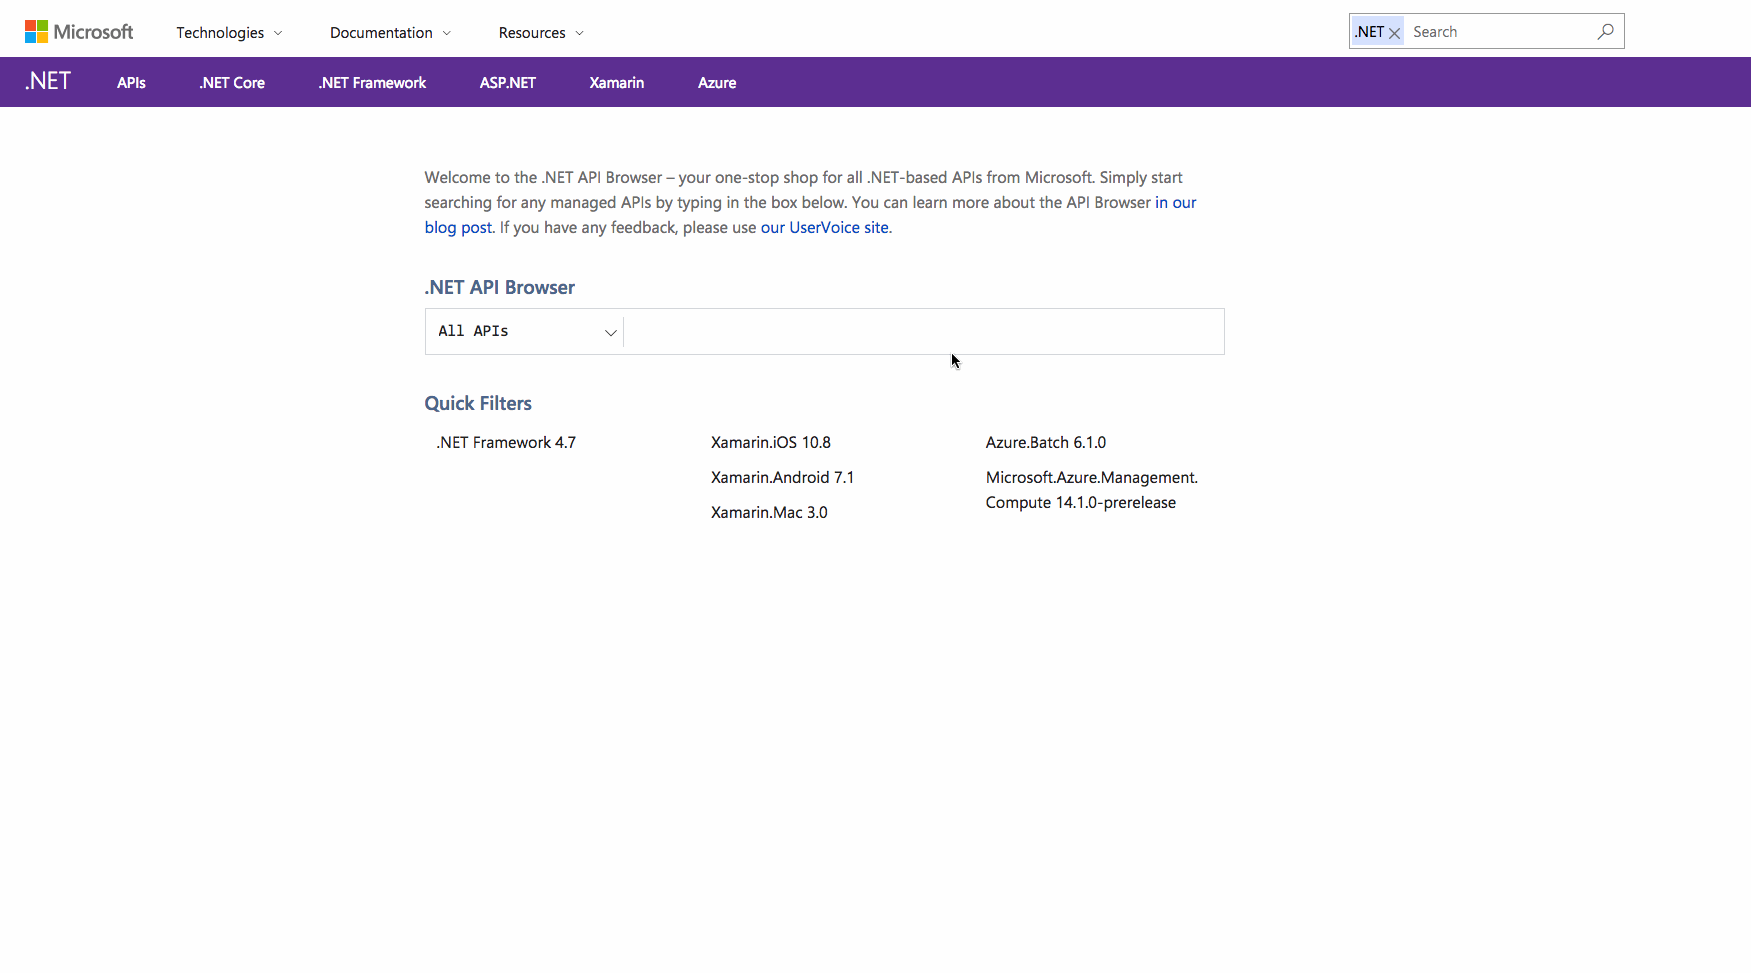 Microsoft Technologies Documentation Resources .NET Search
.NET APIs .NET Core .NET Framework ASP.NET Xamarin Azure
Welcome to the .NET API Browser – your one-stop shop for all .NET-based APIs from Microsoft. Simply start
searching for any managed APIs by typing in the box below. You can learn more about the API Browser in our
blog post. If you have any feedback, please use our UserVoice site.
.NET API Browser
All APIs
Quick Filters
.NET Framework 4.7
Xamarin.iOS 10.8
Xamarin.Android 7.1
Xamarin.Mac 3.0
Azure.Batch 6.1.0
Microsoft.Azure.Management.
Compute 14.1.0-prerelease